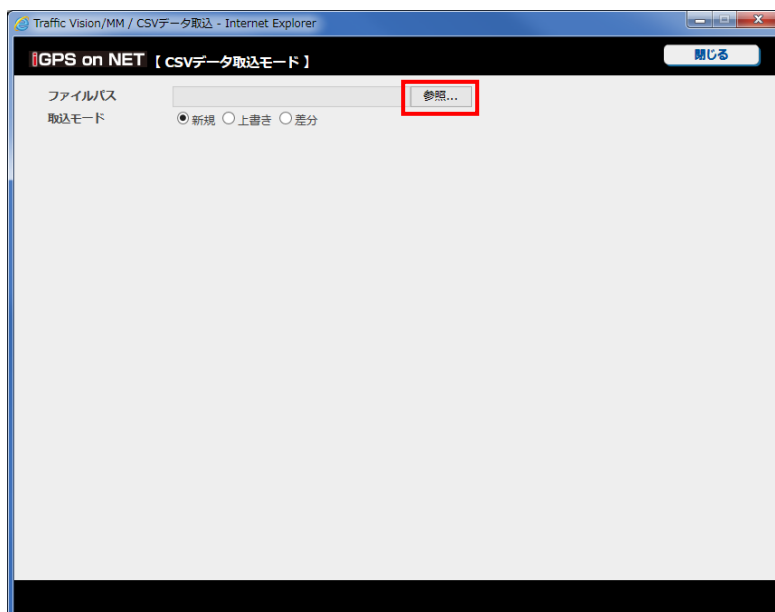 Traffic Vision/MM / CSVデータ取込 - Internet Explorer
iGPS on NET 【 CSVデータ取込モード 】 閉じる
ファイルパス 参照...
取込モード 新規 上書き 差分